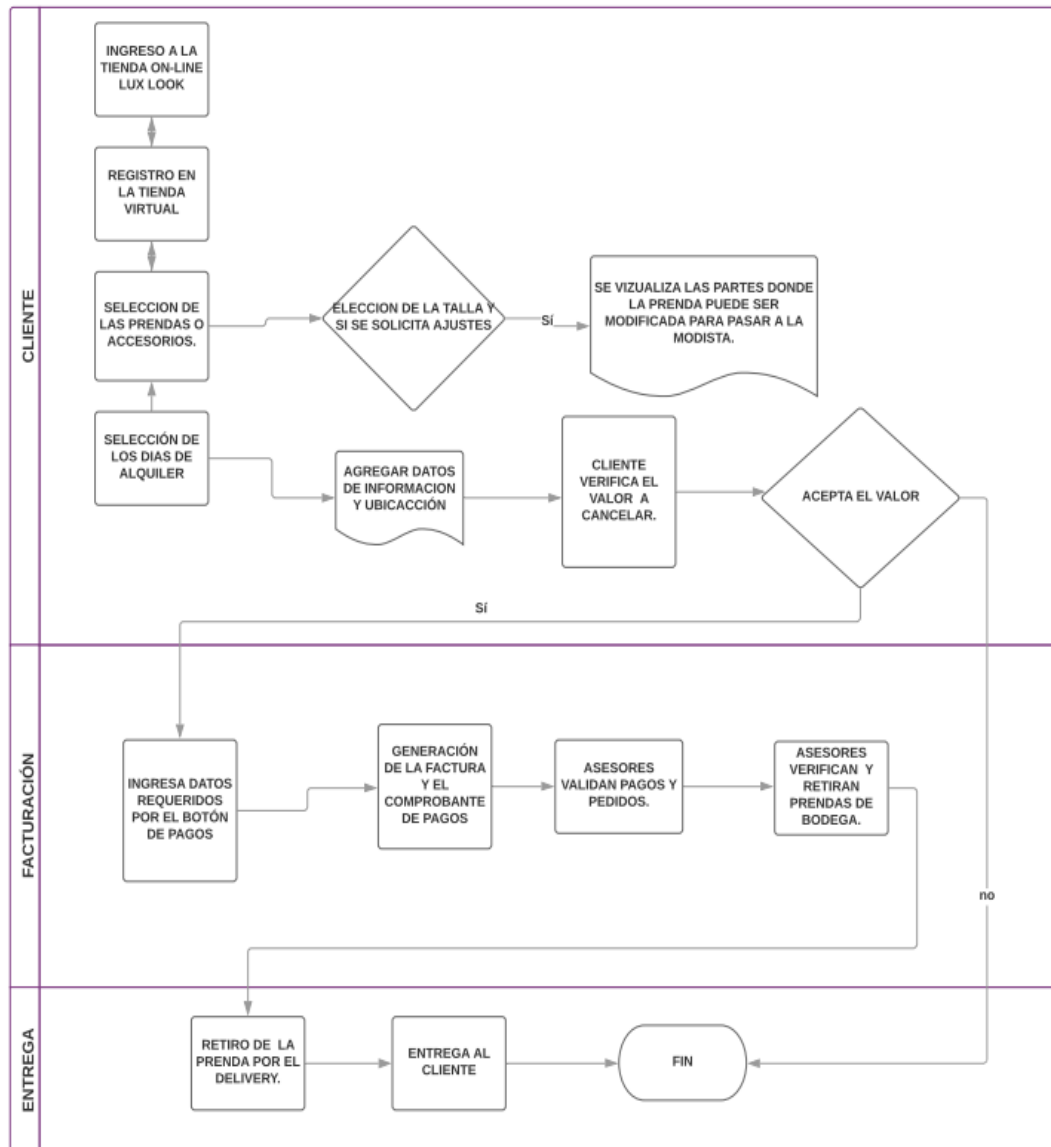 CLIENTE
INGRESO A LA
TIENDA ON-LINE
LUX LOOK
REGISTRO EN
LA TIENDA
VIRTUAL
SELECCION DE
LAS PRENDAS O
ACCESORIOS.
ELECCION DE LA TALLA Y
SI SE SOLICITA AJUSTES
Sí
SE VIZUALIZA LAS PARTES DONDE
LA PRENDA PUEDE SER
MODIFICADA PARA PASAR A LA
MODISTA.
SELECCIÓN DE
LOS DIAS DE
ALQUILER
AGREGAR DATOS
DE INFORMACION
Y UBICACCIÓN
CLIENTE
VERIFICA EL
VALOR A
CANCELAR.
ACEPTA EL VALOR
Sí
no
FACTURACIÓN
INGRESA DATOS
REQUERIDOS
POR EL BOTÓN
DE PAGOS
GENERACIÓN
DE LA FACTURA
Y EL
COMPROBANTE
DE PAGOS
ASESORES
VALIDAN PAGOS Y
PEDIDOS.
ASESORES
VERIFICAN Y
RETIRAN
PRENDAS DE
BODEGA.
ENTREGA
RETIRO DE LA
PRENDA POR EL
DELIVERY.
ENTREGA AL
CLIENTE
FIN